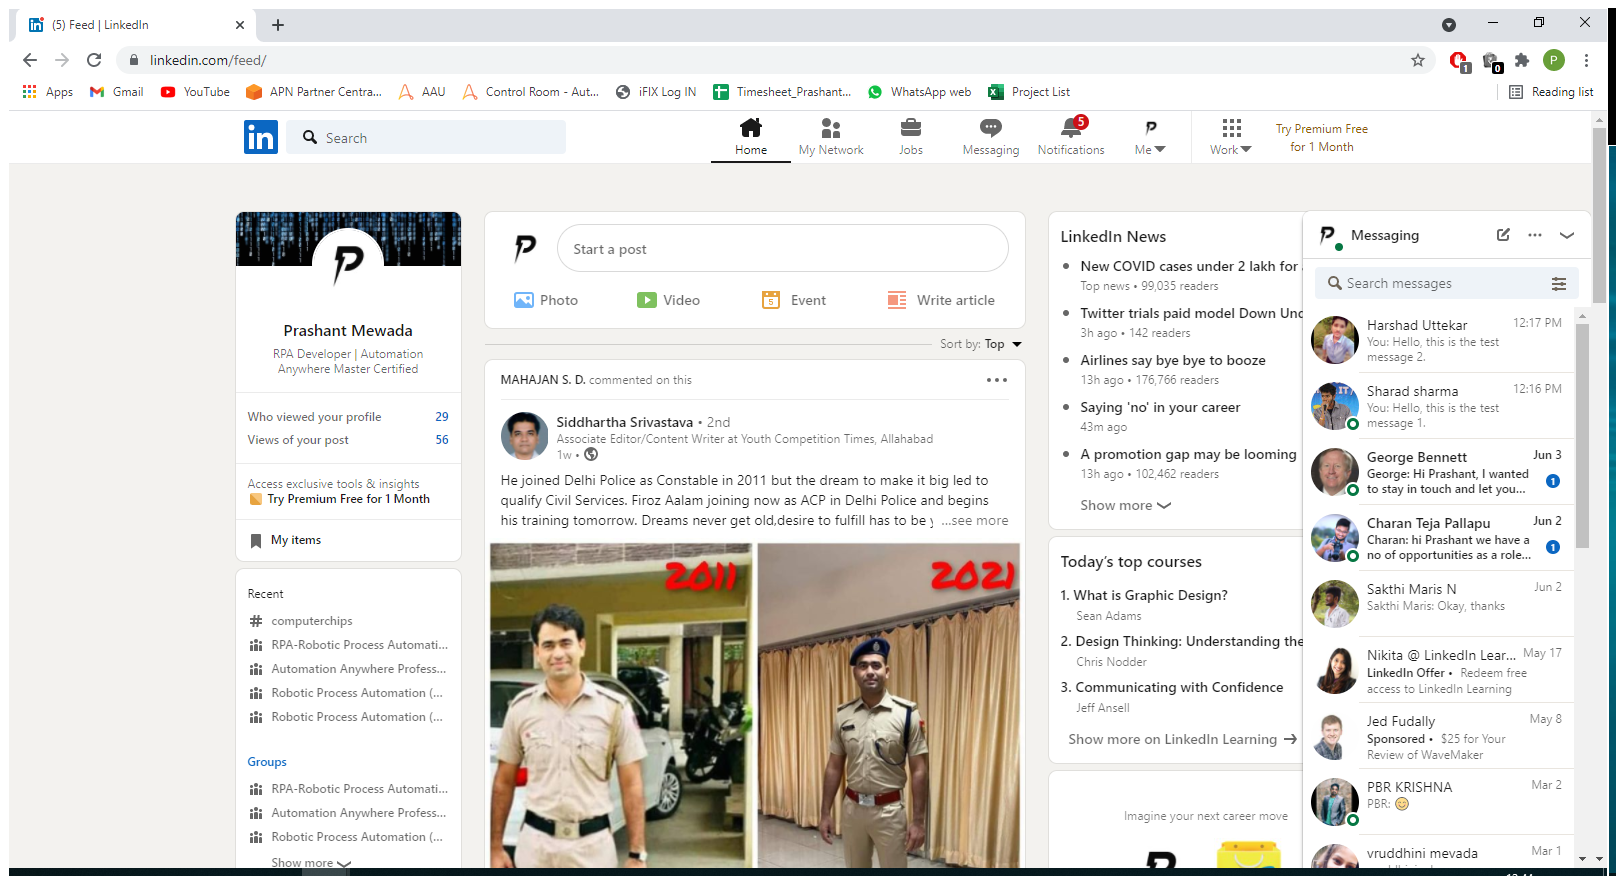 (5) Feed | LinkedIn
linkedin.com/feed/
1
0
P
Apps
Gmail
YouTube
APN Partner Centra...
AAU
Control Room - Aut...
iFIX Log IN
Timesheet_Prashant...
WhatsApp web
Project List
Reading list
in
Search
Home
My Network
Jobs
Messaging
5
Notifications
Me
Work
Try Premium Free
for 1 Month
Prashant Mewada
RPA Developer | Automation
Anywhere Master Certified
Who viewed your profile 29
Views of your post 56
Access exclusive tools & insights
Try Premium Free for 1 Month
My items
Recent
# computerchips
RPA-Robotic Process Automati...
Automation Anywhere Profess...
Robotic Process Automation (...
Robotic Process Automation (...
Groups
RPA-Robotic Process Automati...
Automation Anywhere Profess...
Robotic Process Automation (...
Show more
Start a post
Photo
Video
5
Event
Write article
Sort by: Top
MAHAJAN S. D. commented on this
Siddhartha Srivastava • 2nd
Associate Editor/Content Writer at Youth Competition Times, Allahabad
1w •
He joined Delhi Police as Constable in 2011 but the dream to make it big led to
qualify Civil Services. Firoz Aalam joining now as ACP in Delhi Police and begins
his training tomorrow. Dreams never get old,desire to fulfill has to be ...see more
2011
2021
LinkedIn News
New COVID cases under 2 lakh for
Top news • 99,035 readers
Twitter trials paid model Down Und
3h ago • 142 readers
Airlines say bye bye to booze
13h ago • 176,766 readers
Saying 'no' in your career
43m ago
A promotion gap may be looming
13h ago • 102,462 readers
Show more
Today's top courses
1. What is Graphic Design?
Sean Adams
2. Design Thinking: Understanding the
Chris Nodder
3. Communicating with Confidence
Jeff Ansell
Show more on LinkedIn Learning
Imagine your next career move
Messaging
Search messages
Harshad Uttekar 12:17 PM
You: Hello, this is the test
message 2.
Sharad sharma 12:16 PM
You: Hello, this is the test
message 1.
George Bennett Jun 3
George: Hi Prashant, I wanted
to stay in touch and let you... 1
Charan Teja Pallapu Jun 2
Charan: hi Prashant we have a
no of opportunities as a role... 1
Sakthi Maris N Jun 2
Sakthi Maris: Okay, thanks
Nikita @ LinkedIn Lear... May 17
LinkedIn Offer • Redeem free
access to LinkedIn Learning
Jed Fudally May 8
Sponsored • $25 for Your
Review of WaveMaker
PBR KRISHNA Mar 2
PBR:
vruddhini mevada Mar 1